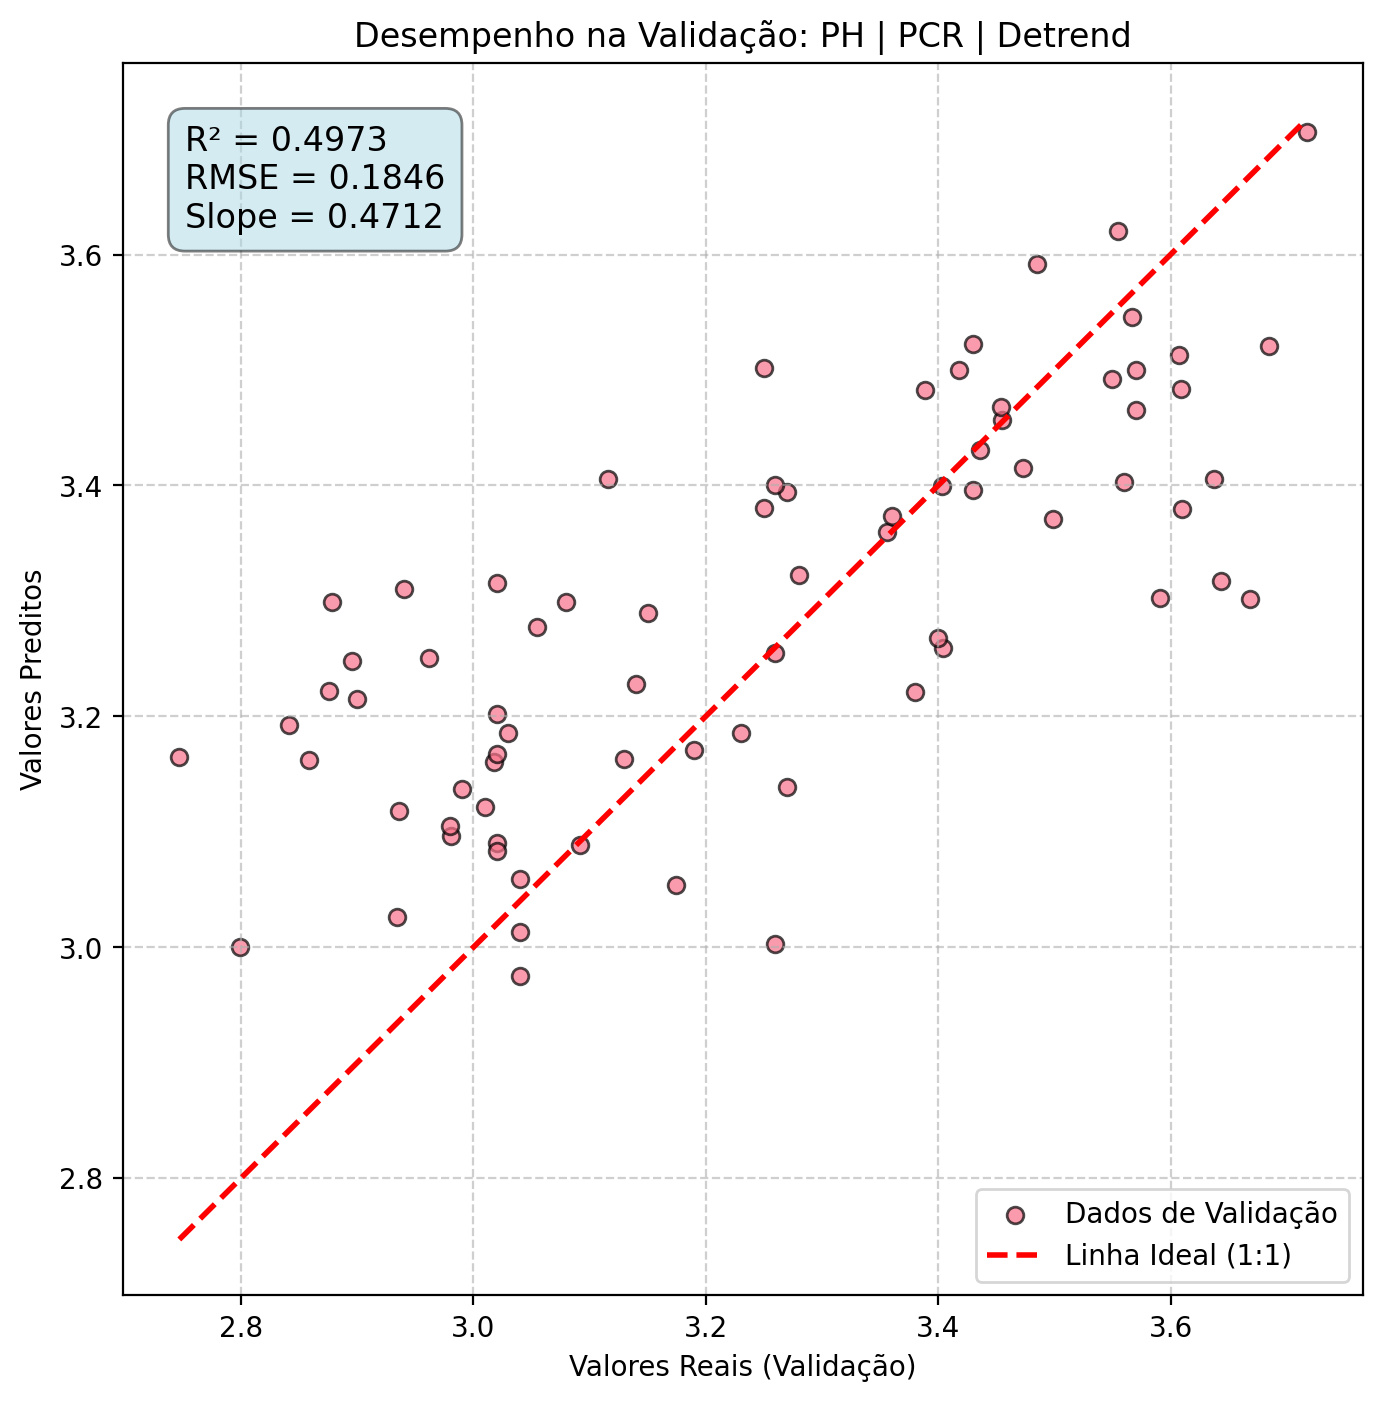 Desempenho na Validação: PH | PCR | Detrend
R² = 0.4973
RMSE = 0.1846
Slope = 0.4712
3.6
3.4
3.2
3.0
2.8
Valores Preditos
Dados de Validação
Linha Ideal (1:1)
2.8 3.0 3.2 3.4 3.6
Valores Reais (Validação)